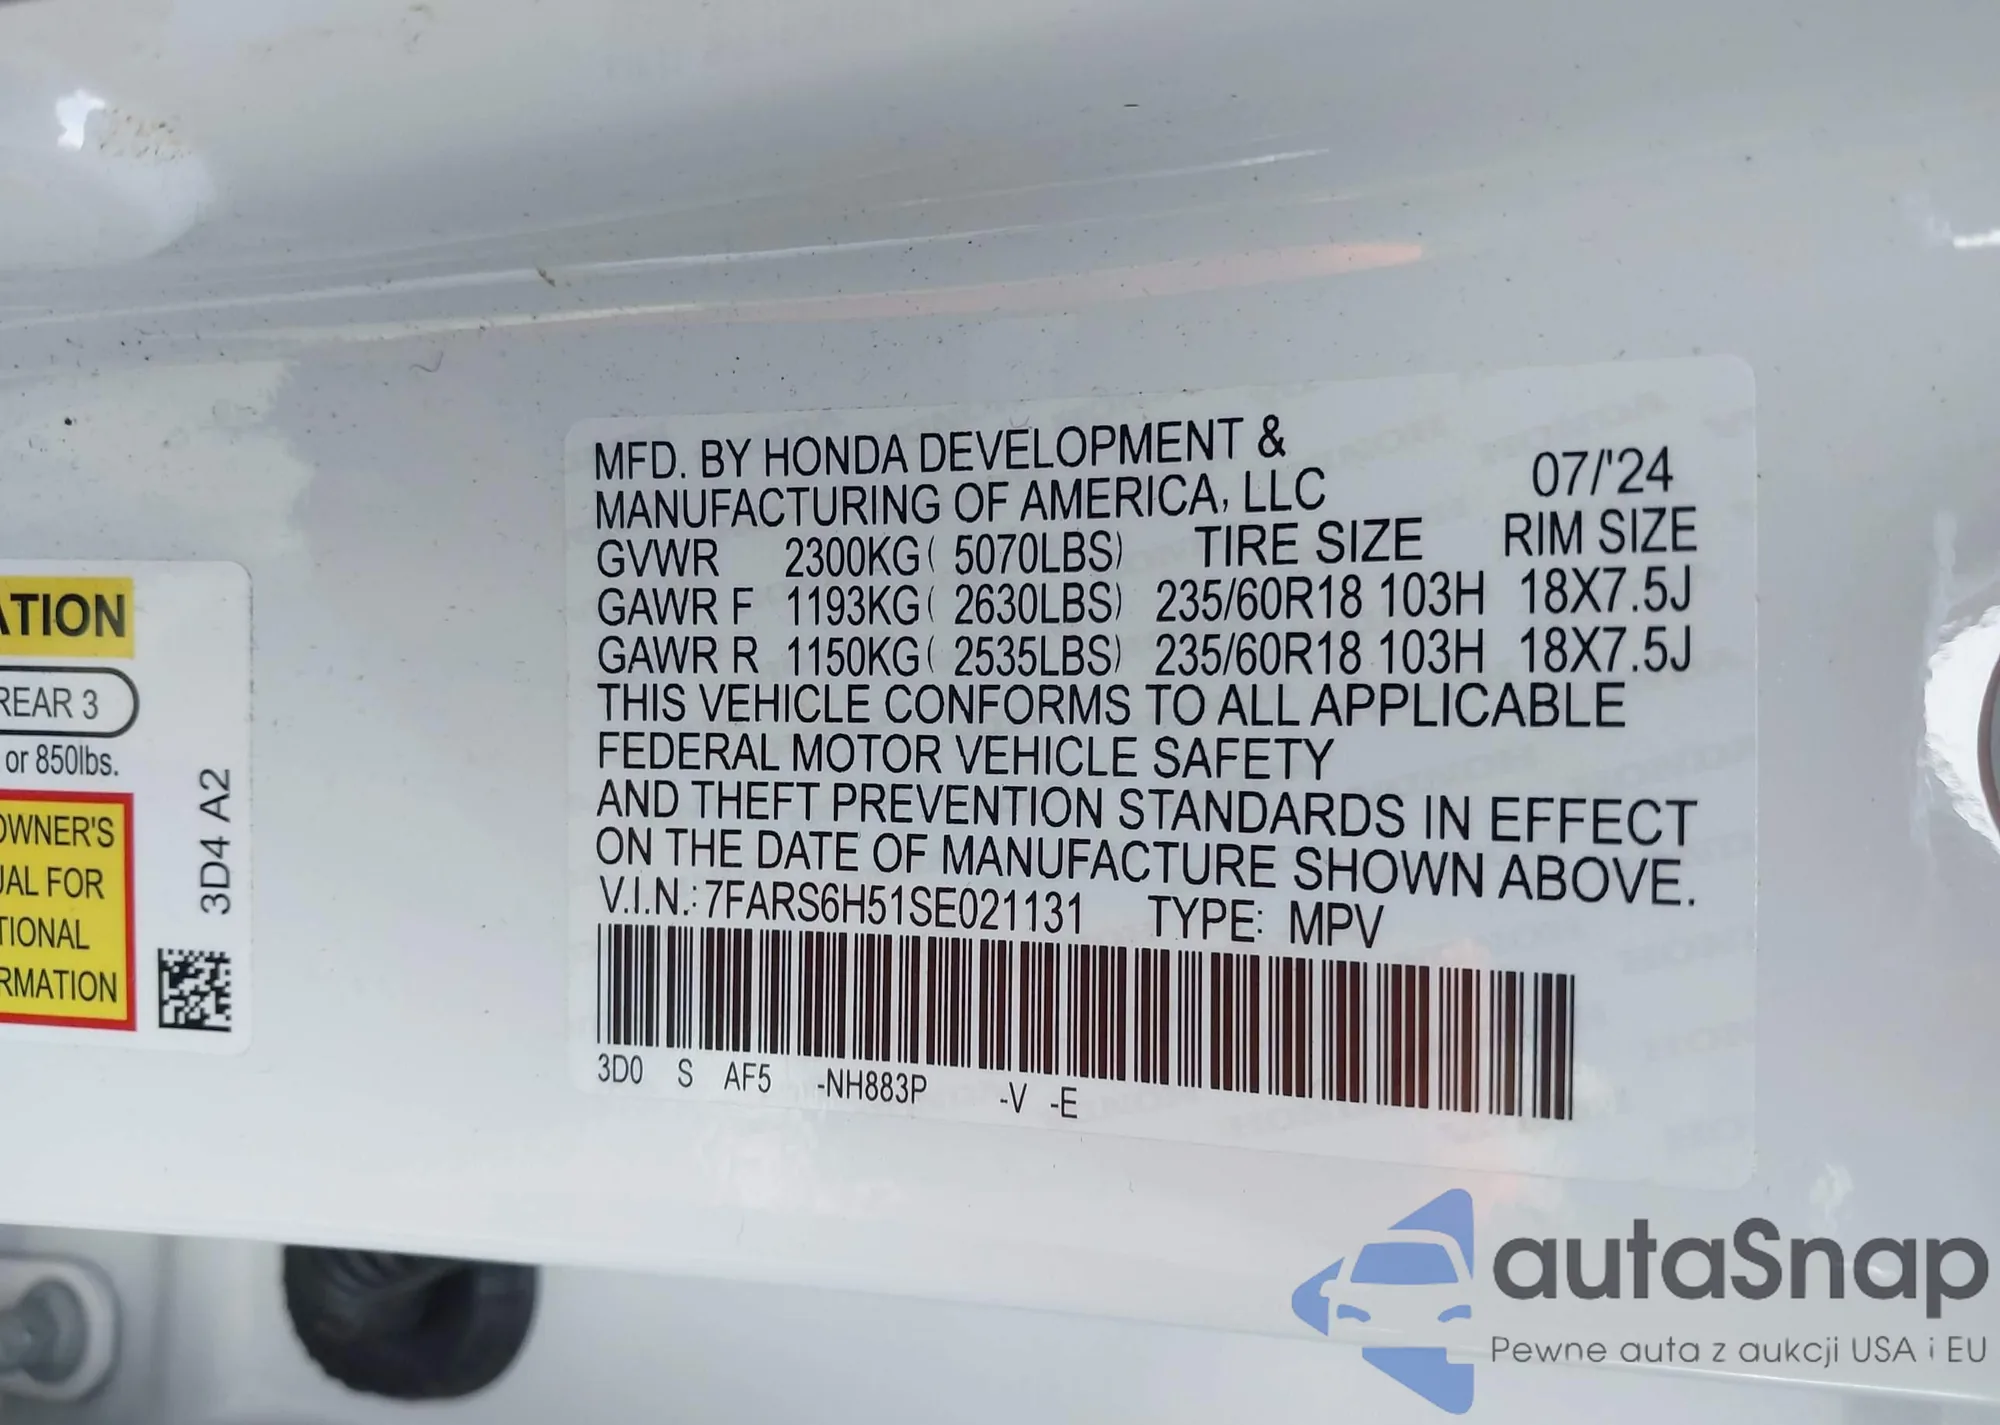 MFD. BY HONDA DEVELOPMENT &
MANUFACTURING OF AMERICA, LLC 07/'24
GVWR 2300KG( 5070LBS) TIRE SIZE RIM SIZE
GAWR F 1193KG( 2630LBS) 235/60R18 103H 18X7.5J
GAWR R 1150KG( 2535LBS) 235/60R18 103H 18X7.5J
THIS VEHICLE CONFORMS TO ALL APPLICABLE
FEDERAL MOTOR VEHICLE SAFETY
AND THEFT PREVENTION STANDARDS IN EFFECT
ON THE DATE OF MANUFACTURE SHOWN ABOVE.
V.I.N.: 7FARS6H51SE021131 TYPE: MPV
3D0 S AF5 -NH883P -V -E
ATION
REAR 3
or 850lbs.
OWNER'S
UAL FOR
TIONAL
RMATION
3D4 A2
autaSnap
Pewne auta z aukcji USA i EU